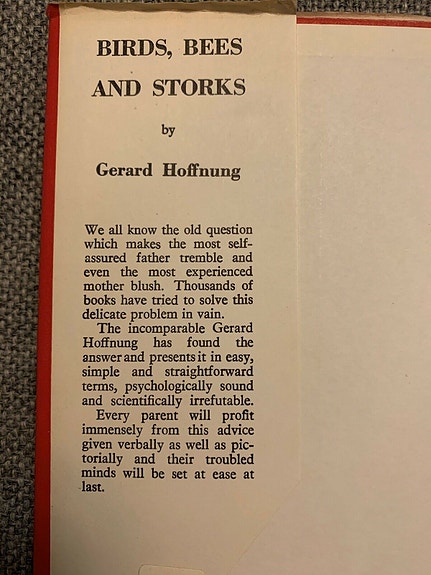 BIRDS, BEES
AND STORKS
by
Gerard Hoffnung
We all know the old question
which makes the most self-
assured father tremble and
even the most experienced
mother blush. Thousands of
books have tried to solve this
delicate problem in vain.
The incomparable Gerard
Hoffnung has found the
answer and presents it in easy,
simple and straightforward
terms, psychologically sound
and scientifically irrefutable.
Every parent will profit
immensely from this advice
given verbally as well as pic-
torially and their troubled
minds will be set at ease at
last.